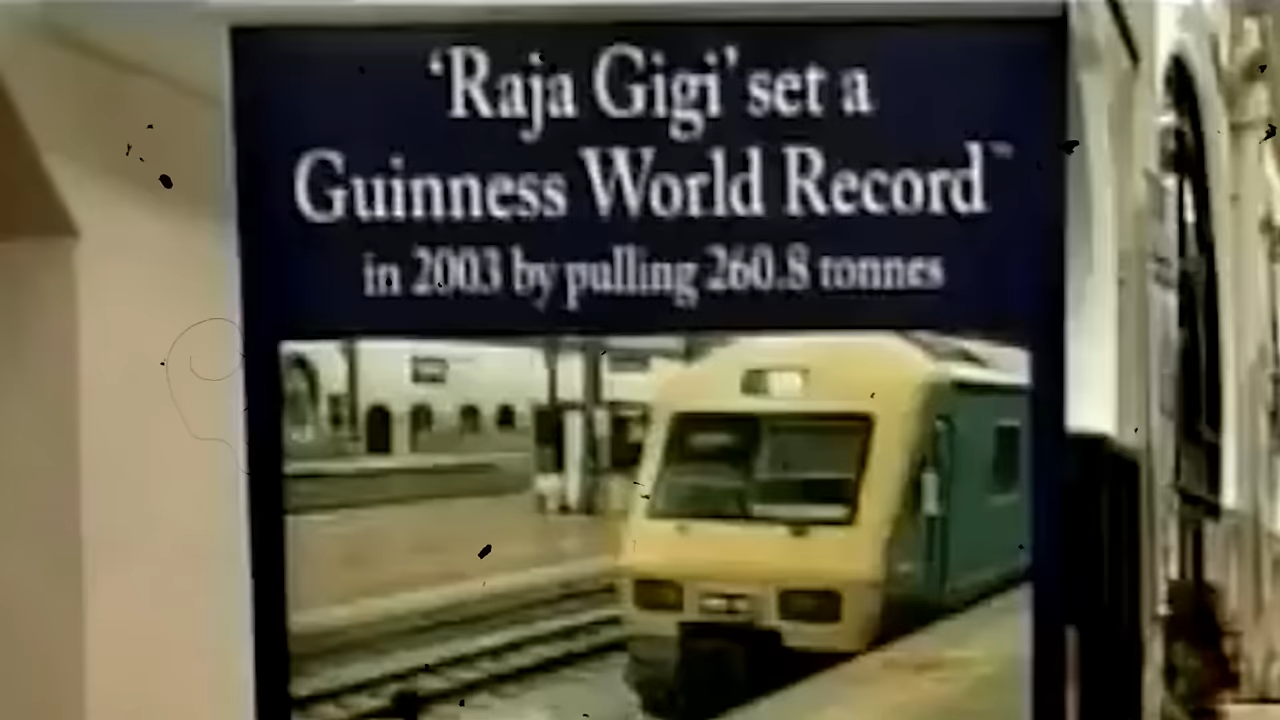 'Raja Gigi' set a
Guinness World Record™
in 2003 by pulling 260.8 tonnes